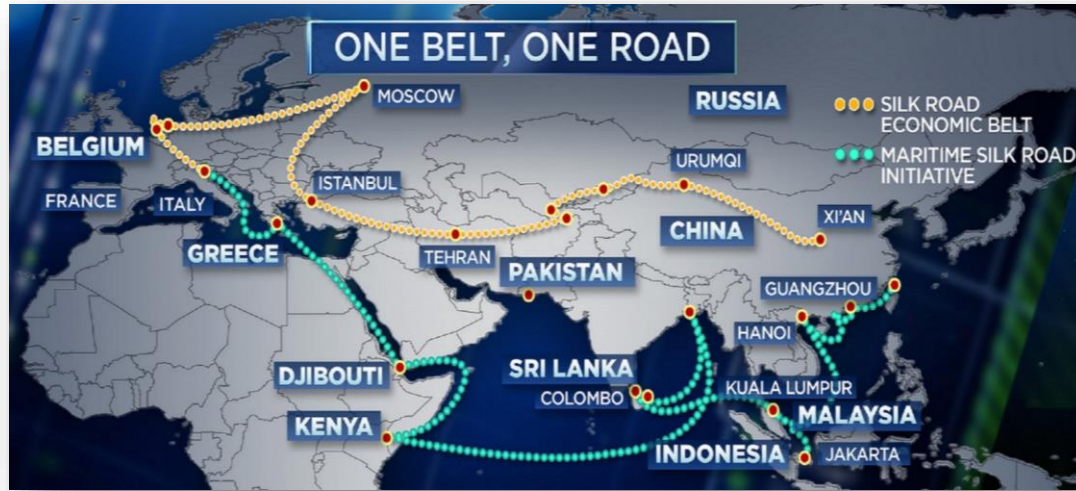 ONE BELT, ONE ROAD
MOSCOW
RUSSIA
SILK ROAD
ECONOMIC BELT
MARITIME SILK ROAD
INITIATIVE
BELGIUM
URUMQI
FRANCE
ITALY
ISTANBUL
XI'AN
CHINA
GREECE
TEHRAN
PAKISTAN
GUANGZHOU
HANOI
DJIBOUTI
SRI LANKA
COLOMBO
KUALA LUMPUR
MALAYSIA
KENYA
INDONESIA
JAKARTA